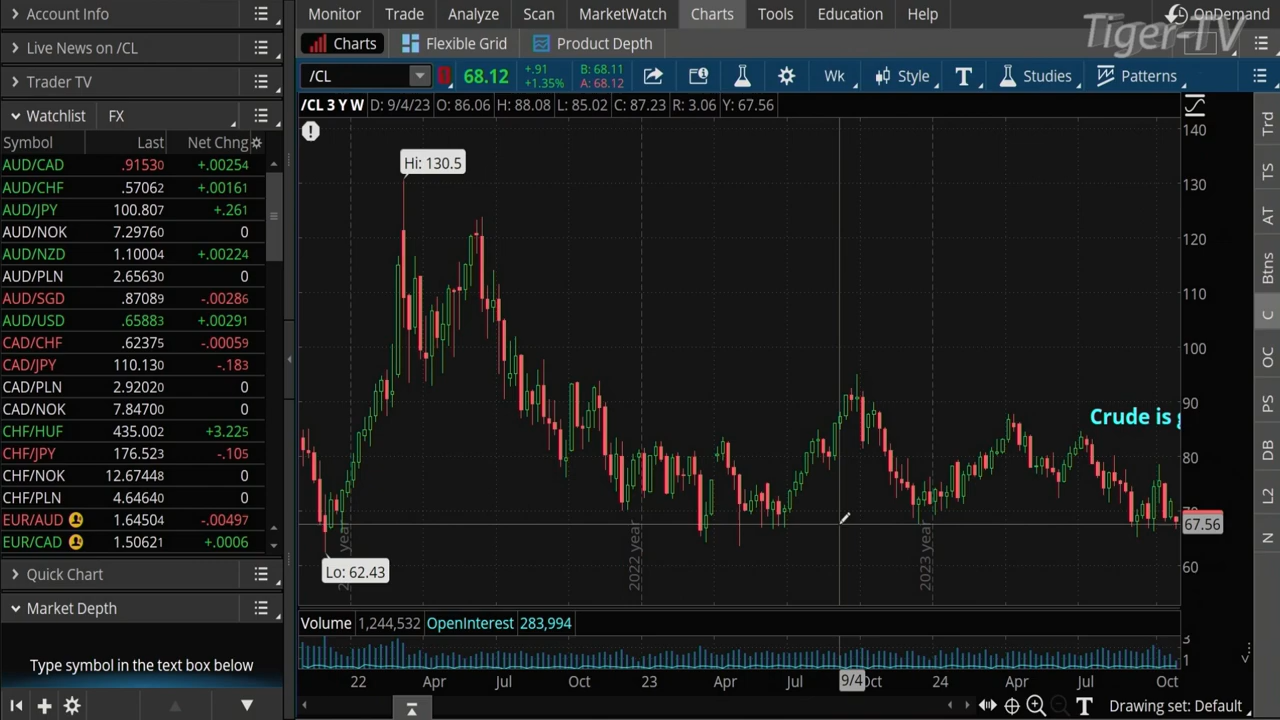 Account Info
Monitor Trade Analyze Scan MarketWatch Charts Tools Education Help
OnDemand
Tiger-TV
Live News on /CL
Charts Flexible Grid Product Depth
Trader TV
/CL 68.12 +.91 +1.35% B: 68.11 A: 68.12 Wk Style T Studies Patterns
Watchlist FX
/CL 3 Y W D: 9/4/23 O: 86.06 H: 88.08 L: 85.02 C: 87.23 R: 3.06 Y: 67.56
Symbol Last Net Chng
AUD/CAD .91530 +.00254
AUD/CHF .57062 +.00161
AUD/JPY 100.807 +.261
AUD/NOK 7.29760 0
AUD/NZD 1.10004 +.00224
AUD/PLN 2.65630 0
AUD/SGD .87089 -.00286
AUD/USD .65883 +.00291
CAD/CHF .62375 -.00059
CAD/JPY 110.130 -.183
CAD/PLN 2.92020 0
CAD/NOK 7.84700 0
CHF/HUF 435.002 +3.225
CHF/JPY 176.523 -.105
CHF/NOK 12.67448 0
CHF/PLN 4.64640 0
EUR/AUD 1.64504 -.00497
EUR/CAD 1.50621 +.0006
Quick Chart
Market Depth
Type symbol in the text box below
Hi: 130.5
Lo: 62.43
Crude is
140
130
120
110
100
90
80
70
67.56
60
year
2022 year
2023 year
Trd
TS
AT
Btns
C
OC
PS
DB
L2
N
Volume 1,244,532 OpenInterest 283,994
3
1
22 Apr Jul Oct 23 Apr Jul 9/4 Oct 24 Apr Jul Oct
T Drawing set: Default